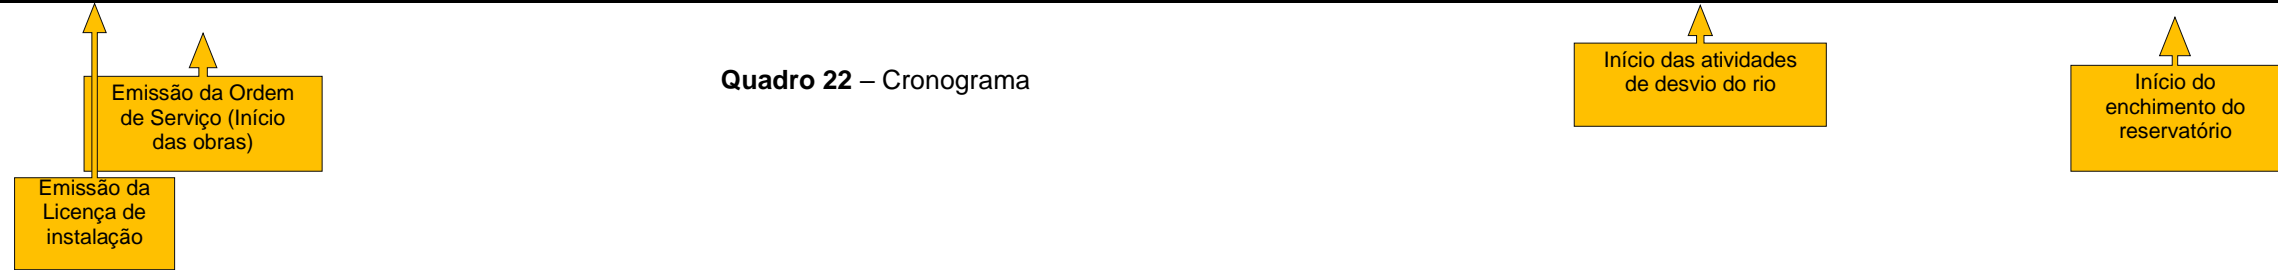 Emissão da Ordem
de Serviço (Início
das obras)
Emissão da
Licença de
instalação
Quadro 22 – Cronograma
Início das atividades
de desvio do rio
Início do
enchimento do
reservatório